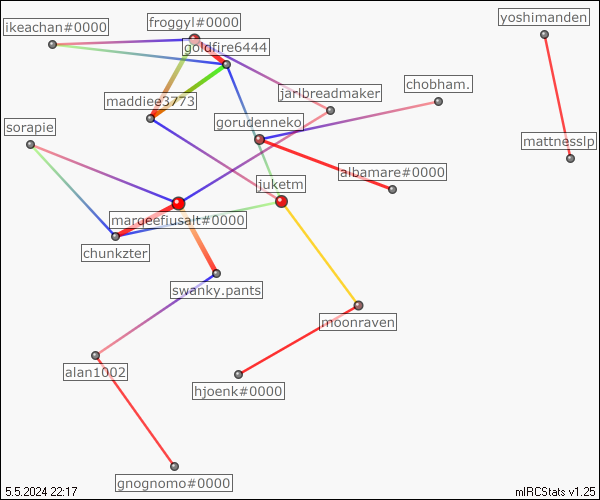 yoshimanden
froggyl#0000
ikeachan#0000
goldfire6444
chobham.
jarlbreadmaker
maddiee3773
gorudenneko
sorapie
mattnesslp
albamare#0000
juketm
marqeefiusalt#0000
chunkzter
swanky.pants
moonraven
alan1002
hjoenk#0000
gnognomo#0000
5.5.2024 22:17
mIRCStats v1.25